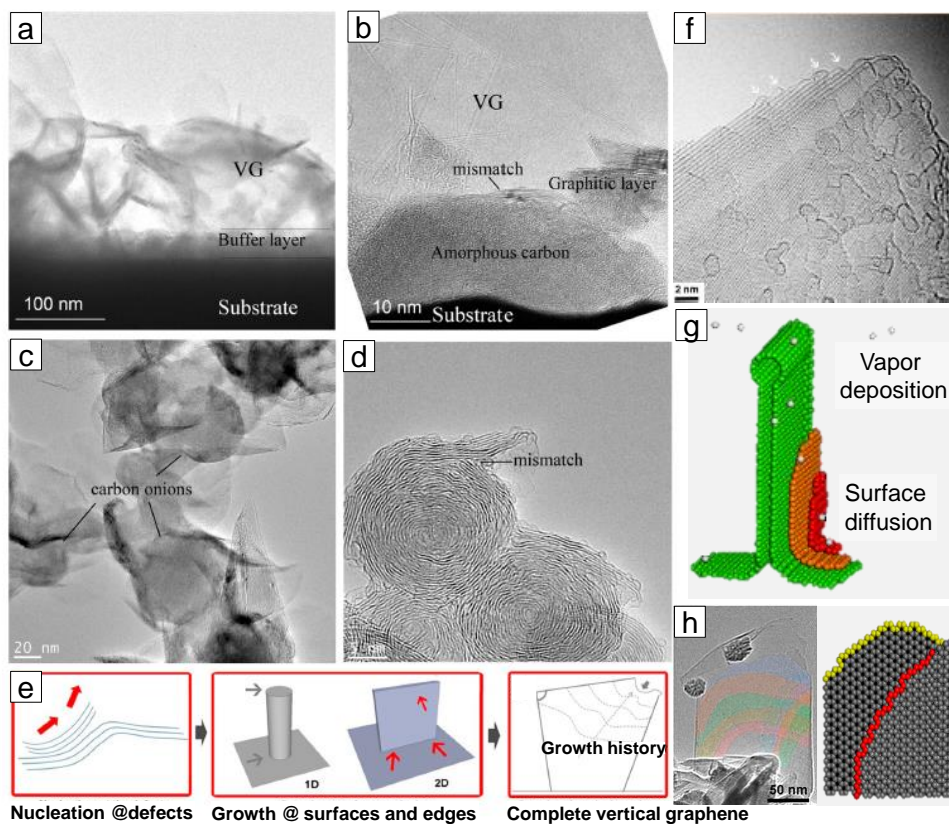 a
VG
Buffer layer
100 nm
Substrate
b
VG
mismatch
Graphitic layer
Amorphous carbon
10 nm
Substrate
f
2 nm
c
carbon onions
20 nm
d
mismatch
g
Vapor
deposition
Surface
diffusion
e
1D
2D
Growth history
Nucleation @defects
Growth @ surfaces and edges
Complete vertical graphene
h
50 nm